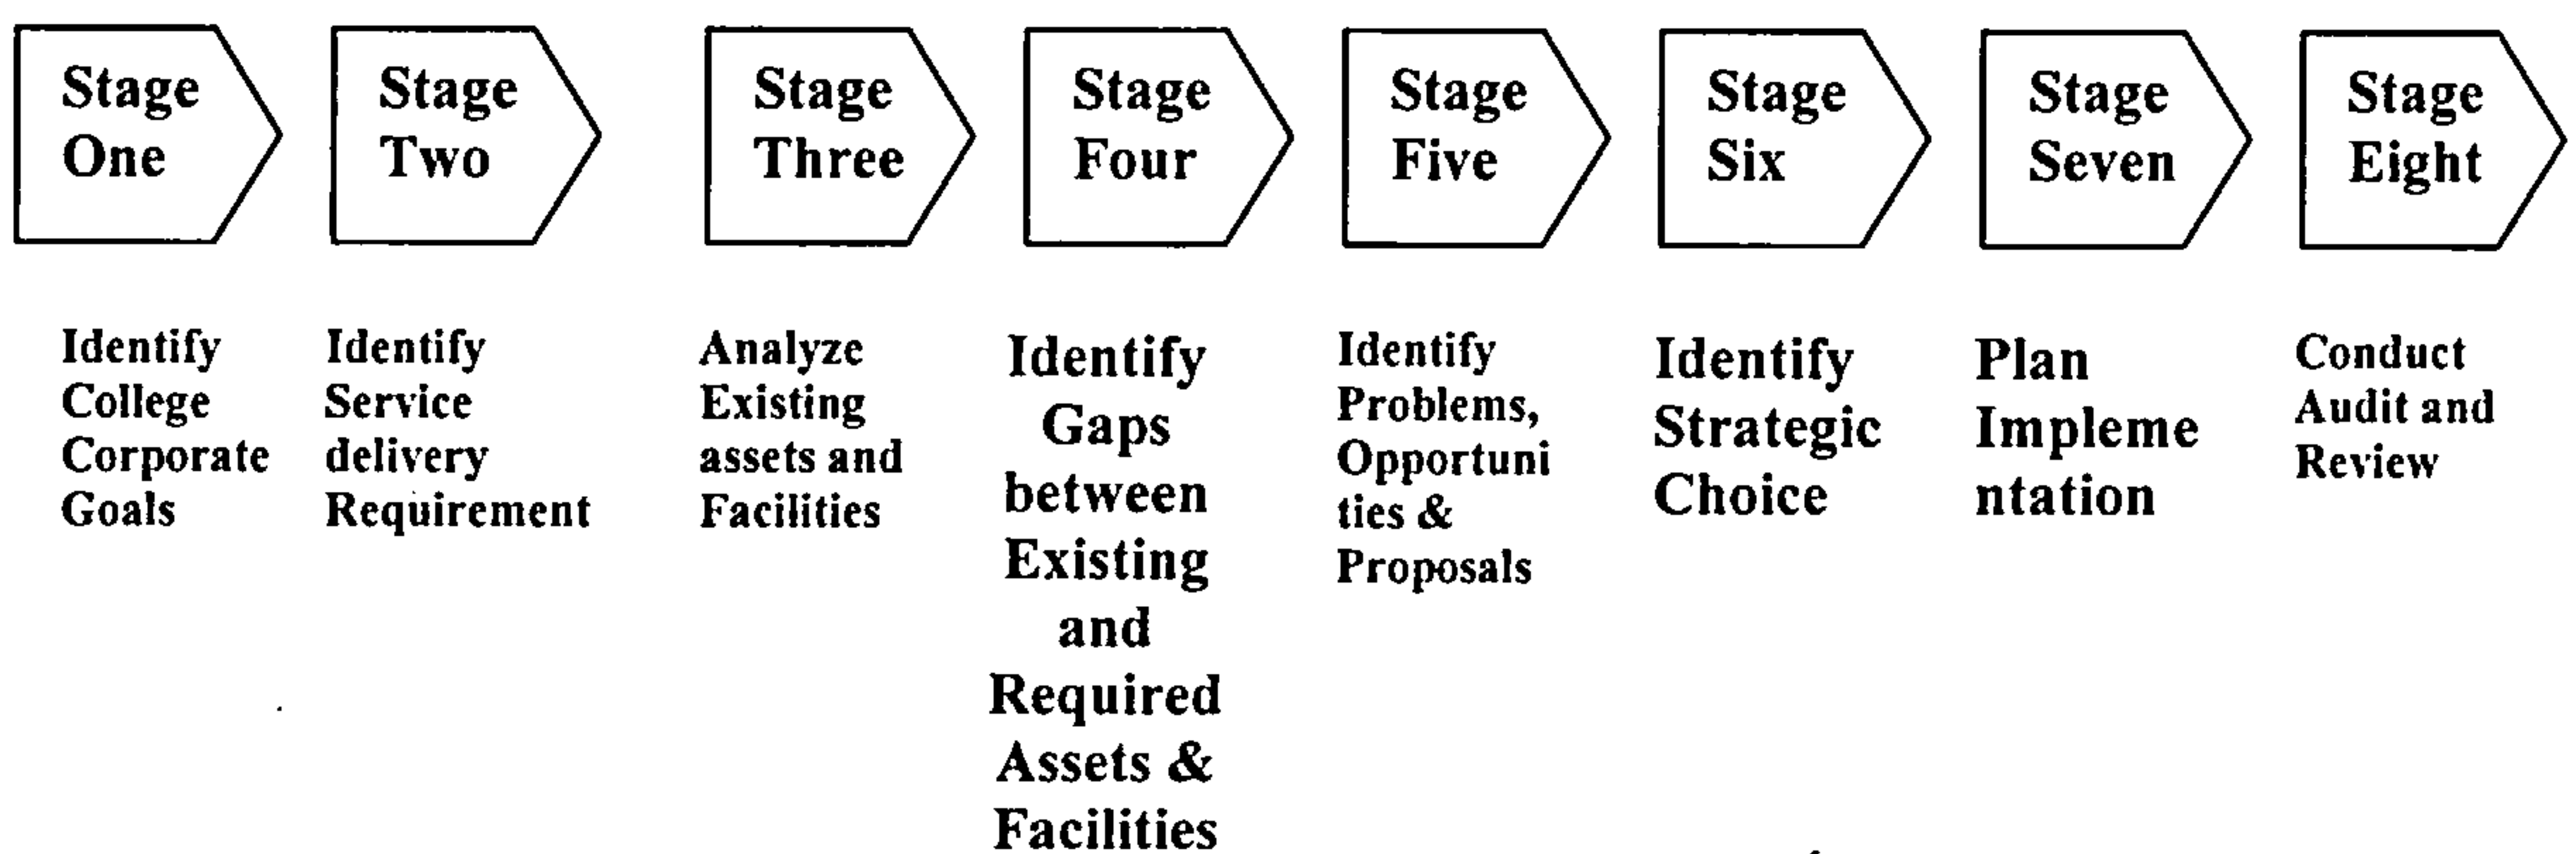 Stage
One
Stage
Two
Stage
Three
Stage
Four
Stage
Five
Stage
Six
Stage
Seven
Stage
Eight
Identify
College
Corporate
Goals
Identify
Service
delivery
Requirement
Analyze
Existing
assets and
Facilities
Identify
Gaps
between
Existing
and
Required
Assets &
Facilities
Identify
Problems,
Opportuni
ties &
Proposals
Identify
Strategic
Choice
Plan
Impleme
ntation
Conduct
Audit and
Review